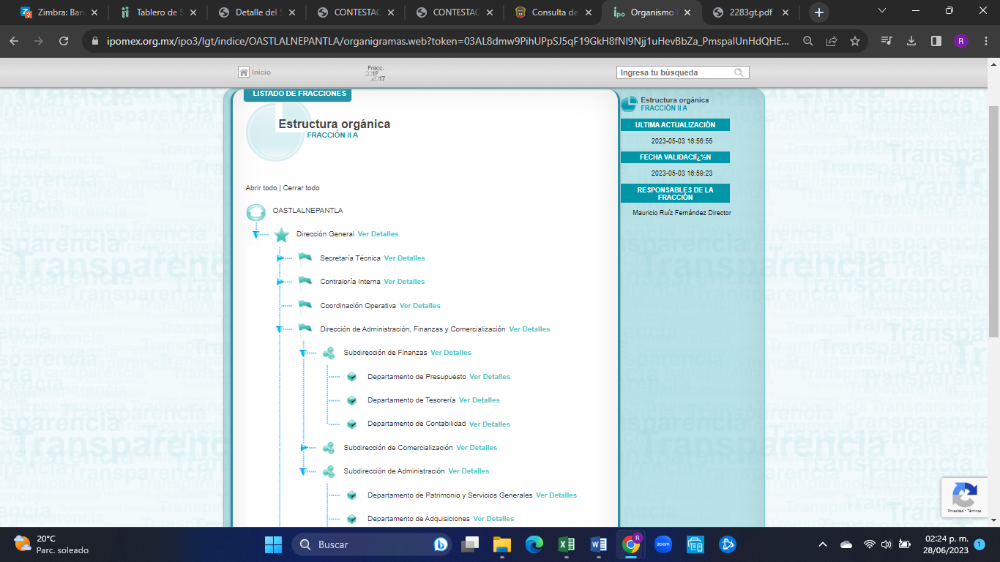 Zimbra: Ban
Tablero de S
Detalle del S
CONTESTAC
CONTESTAC
Consulta de
Organismo
2283gt.pdf
ipomex.org.mx/ipo3/lgt/indice/OASTLALNEPANTLA/organigramas.web?token=03AL8dmw9PihUPpSJ5qF19GkH8fNI9Njj1uHevBbZa_PmspaIUnHdQHE...
R
Inicio
Fracc.
2017
Ingresa tu búsqueda
LISTADO DE FRACCIONES
Estructura orgánica
FRACCIÓN II A
Abrir todo | Cerrar todo
OASTLALNEPANTLA
Dirección General Ver Detalles
Secretaría Técnica Ver Detalles
Contraloría Interna Ver Detalles
Coordinación Operativa Ver Detalles
Dirección de Administración, Finanzas y Comercialización Ver Detalles
Subdirección de Finanzas Ver Detalles
Departamento de Presupuesto Ver Detalles
Departamento de Tesorería Ver Detalles
Departamento de Contabilidad Ver Detalles
Subdirección de Comercialización Ver Detalles
Subdirección de Administración Ver Detalles
Departamento de Patrimonio y Servicios Generales Ver Detalles
Departamento de Adquisiciones Ver Detalles
Estructura orgánica
FRACCIÓN II A
ULTIMA ACTUALIZACIÓN
2023-05-03 16:56:55
FECHA VALIDACIÏ¿½N
2023-05-03 16:59:23
RESPONSABLES DE LA
FRACCIÓN
Mauricio Ruíz Fernández Director
Transparencia
Privacidad - Términos
20°C
Parc. soleado
Buscar
zoom
02:24 p. m.
28/06/2023
1